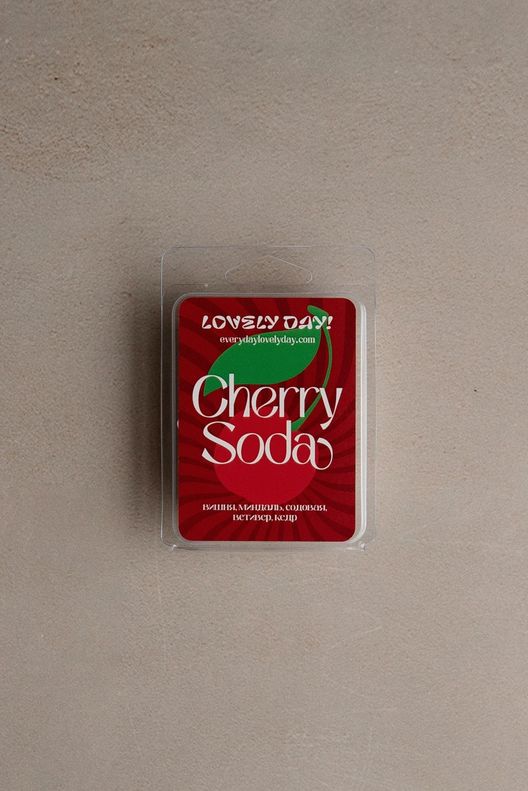 LOVELY DAY!
everydaylovelyday.com
Cherry
Soda
ВИШНЯ, МИНДАЛЬ, СОДОВАЯ,
ВЕТИВЕР, КЕДР